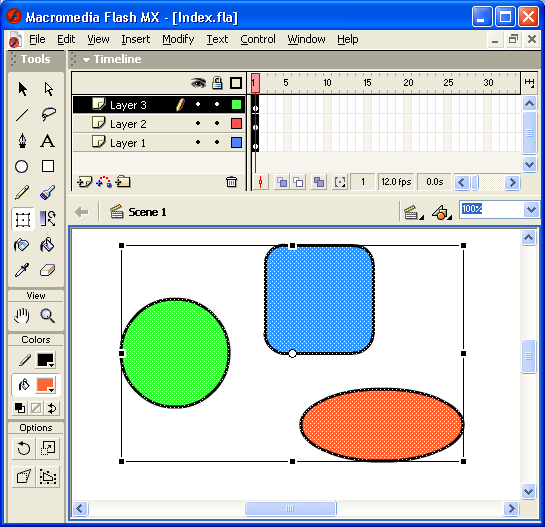 Macromedia Flash MX - [Index.fla]
File Edit View Insert Modify Text Control Window Help
Tools
Timeline
1 5 10 15 20 25 30
Layer 3
Layer 2
Layer 1
1 12.0 fps 0.0s
Scene 1
100%
A
View
Colors
Options